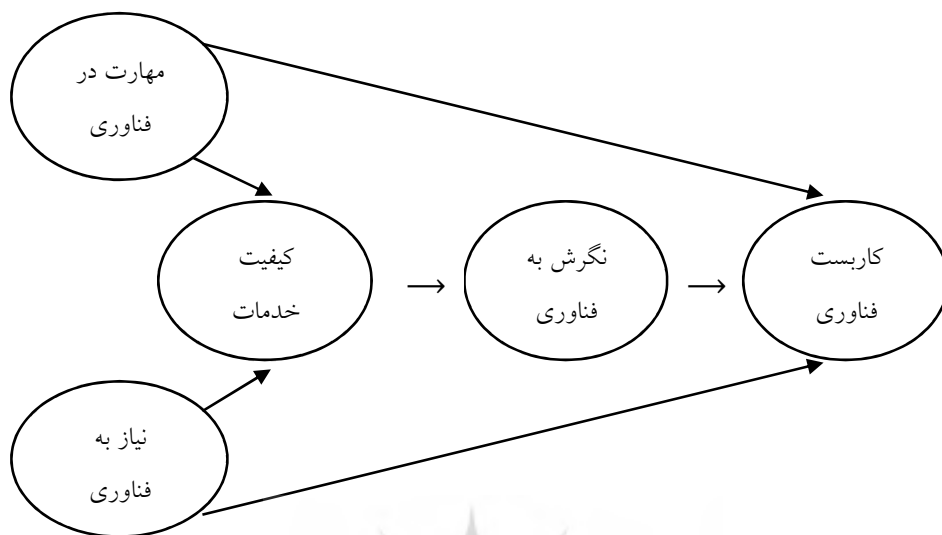 مهارت در
فناوری
کیفیت
خدمات
نگرش به
فناوری
کاربست
فناوری
نیاز به
فناوری